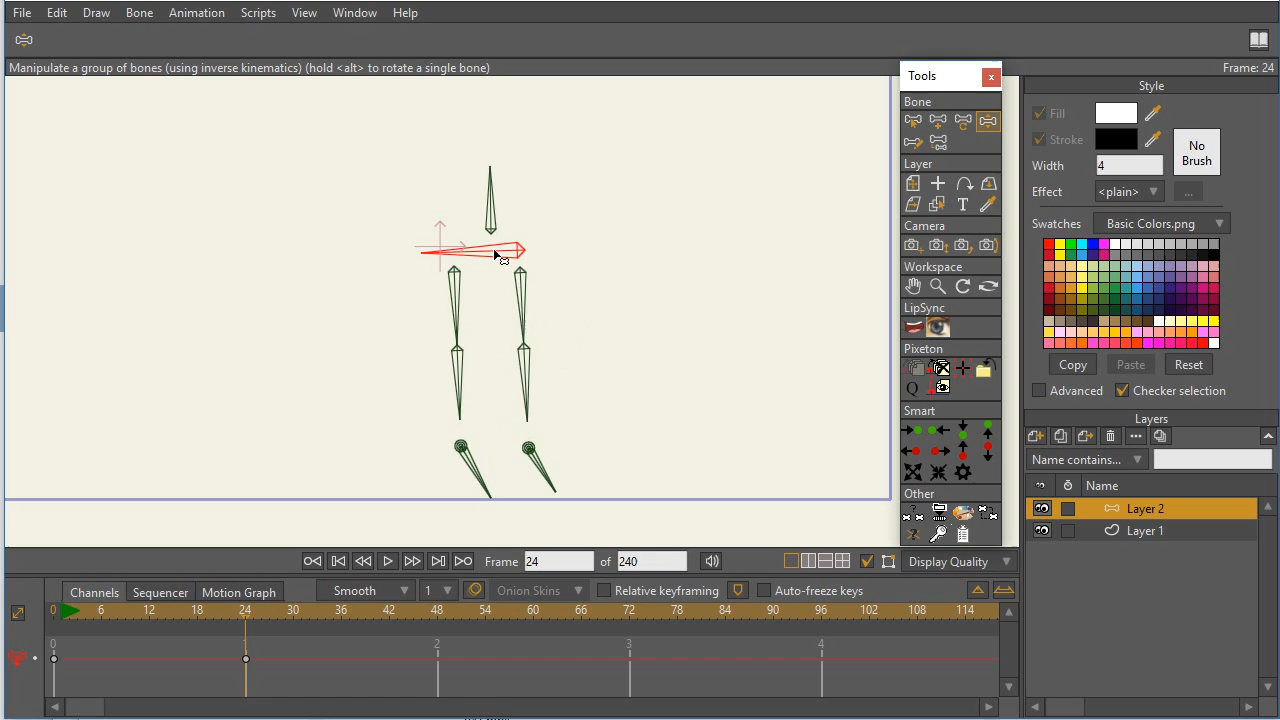 File Edit Draw Bone Animation Scripts View Window Help
Manipulate a group of bones (using inverse kinematics) (hold <alt> to rotate a single bone) Frame: 24
Tools x
Style
Bone
Fill
Stroke
No Brush
Width 4
Effect <plain> ...
Layer
T
Camera
Swatches Basic Colors.png
Workspace
LipSync
Pixeton
Q
Copy Paste Reset
Advanced Checker selection
Smart
Layers
Name contains...
Name
Other
Layer 2
Layer 1
Frame 24 of 240 Display Quality
Channels Sequencer Motion Graph Smooth 1 Onion Skins Relative keyframing Auto-freeze keys
0 6 12 18 24 30 36 42 48 54 60 66 72 78 84 90 96 102 108 114
0 1 2 3 4